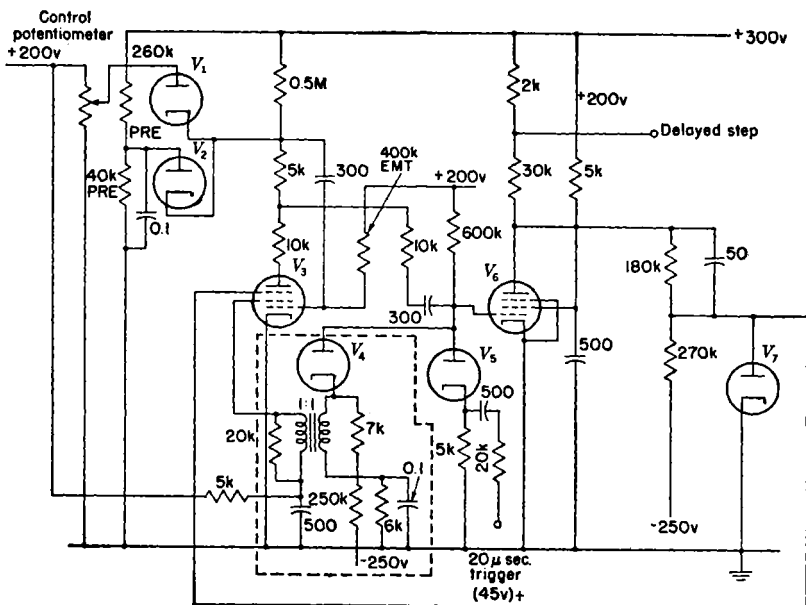 Control
potentiometer
+200v
260k
V1
PRE
V2
40k
PRE
0.1
0.5M
5k
300
400k
EMT
+200v
10k
V3
10k
600k
300
2k
+300v
+200v
Delayed step
30k
5k
V6
180k
50
500
270k
V7
V4
V5
1:1
20k
7k
500
5k
20k
5k
250k
500
6k
0.1
-250v
20μ sec.
trigger
(45v)+
-250v